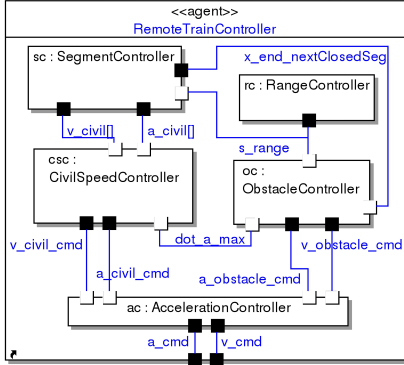 <<agent>>
RemoteTrainController
sc : SegmentController
x_end_nextClosedSeg
rc : RangeController
v_civil[]
a_civil[]
s_range
csc :
CivilSpeedController
oc :
ObstacleController
v_civil_cmd
dot_a_max
v_obstacle_cmd
a_civil_cmd
a_obstacle_cmd
ac : AccelerationController
a_cmd
v_cmd